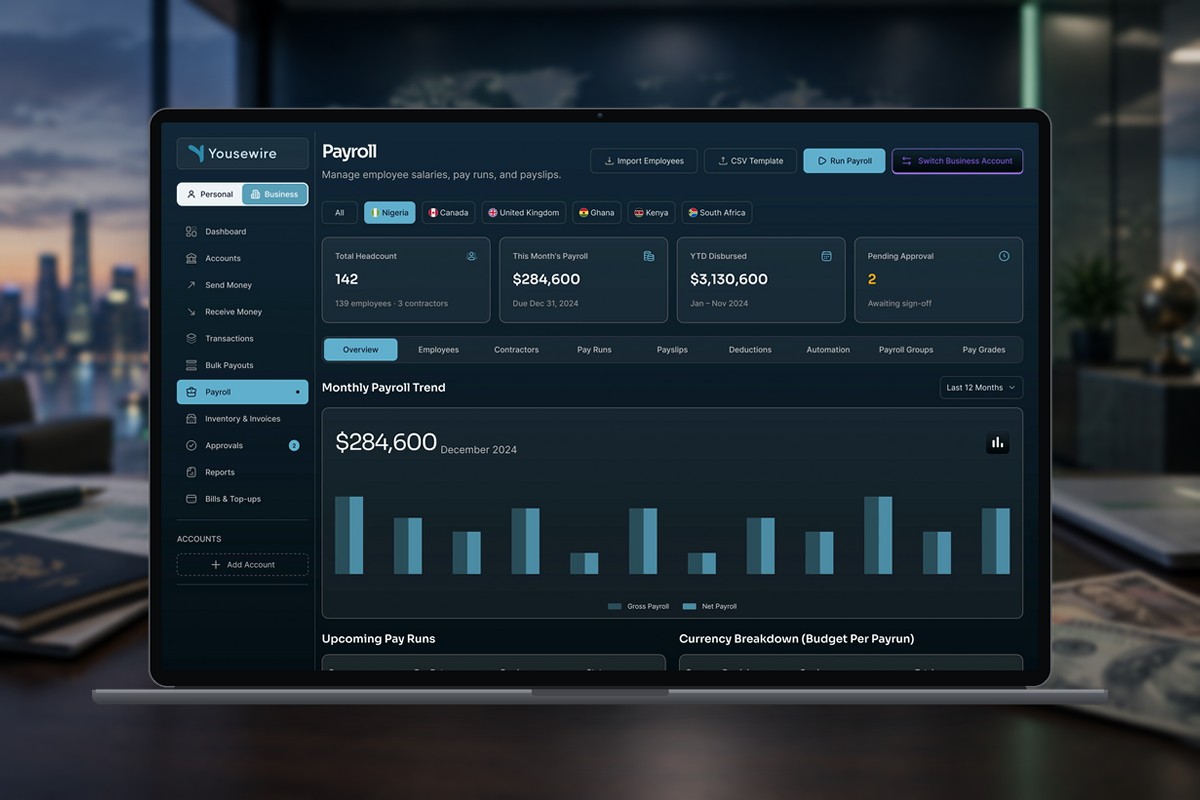 Yousewire
Personal Business
Dashboard
Accounts
Send Money
Receive Money
Transactions
Bulk Payouts
Payroll
Inventory & Invoices
Approvals 2
Reports
Bills & Top-ups
ACCOUNTS
Add Account
Payroll
Manage employee salaries, pay runs, and payslips.
Import Employees CSV Template Run Payroll Switch Business Account
All Nigeria Canada United Kingdom Ghana Kenya South Africa
Total Headcount
142
139 employees · 3 contractors
This Month's Payroll
$284,600
Due Dec 31, 2024
YTD Disbursed
$3,130,600
Jan – Nov 2024
Pending Approval
2
Awaiting sign-off
Overview Employees Contractors Pay Runs Payslips Deductions Automation Payroll Groups Pay Grades
Monthly Payroll Trend
Last 12 Months
$284,600 December 2024
Gross Payroll Net Payroll
Upcoming Pay Runs
Currency Breakdown (Budget Per Payrun)